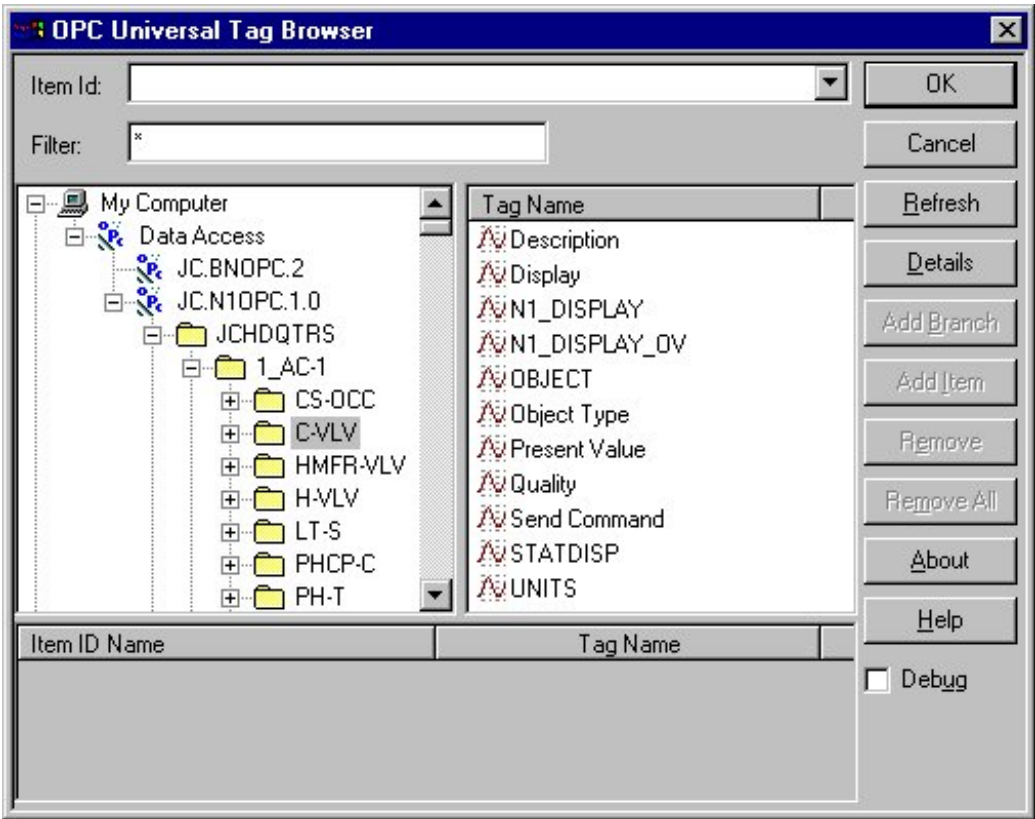 OPC Universal Tag Browser
Item Id:
OK
Filter:
*
Cancel
My Computer
Data Access
JC.BNOPC.2
JC.N1OPC.1.0
JCHDQTRS
1_AC-1
CS-OCC
C-VLV
HMFR-VLV
H-VLV
LT-S
PHCP-C
PH-T
Tag Name
Description
Display
N1_DISPLAY
N1_DISPLAY_OV
OBJECT
Object Type
Present Value
Quality
Send Command
STATDISP
UNITS
Refresh
Details
Add Branch
Add Item
Remove
Remove All
About
Help
Debug
Item ID Name
Tag Name